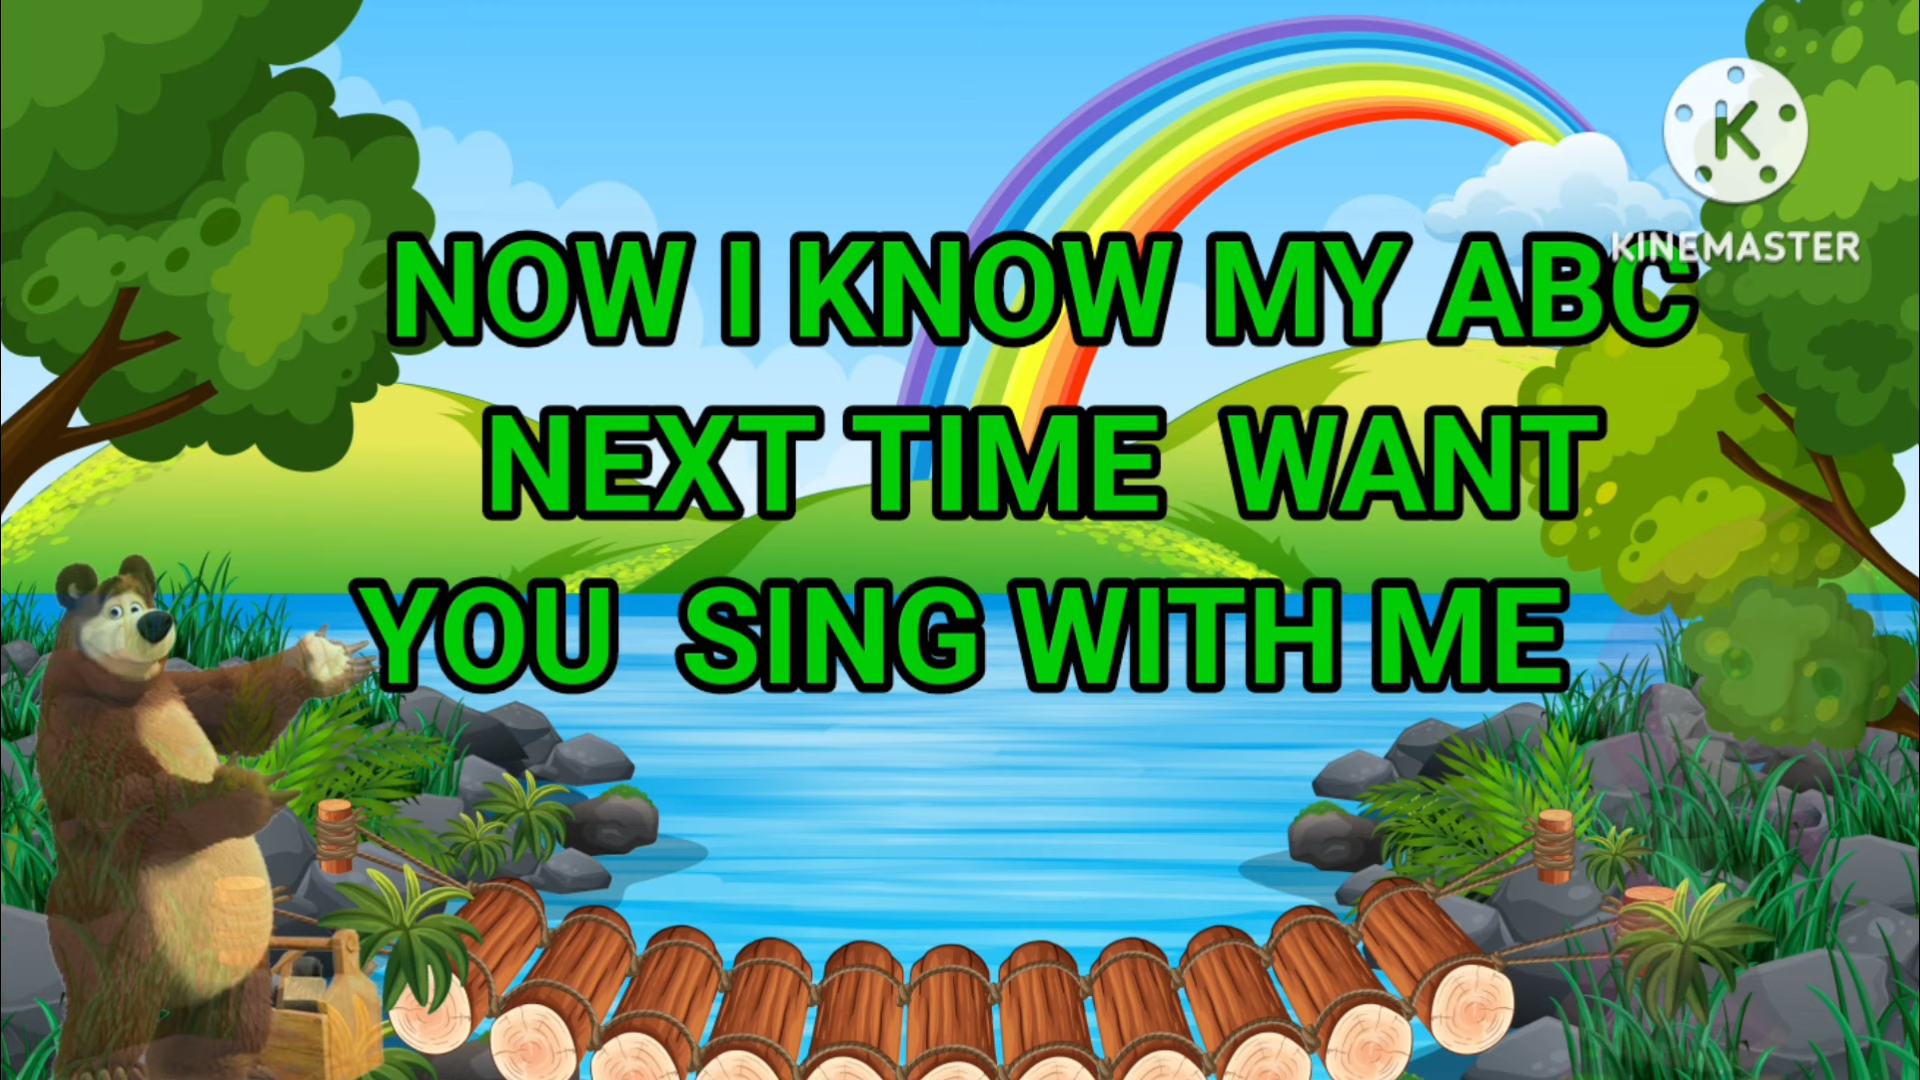 K
KINEMASTER
NOW I KNOW MY ABC
NEXT TIME WANT
YOU SING WITH ME